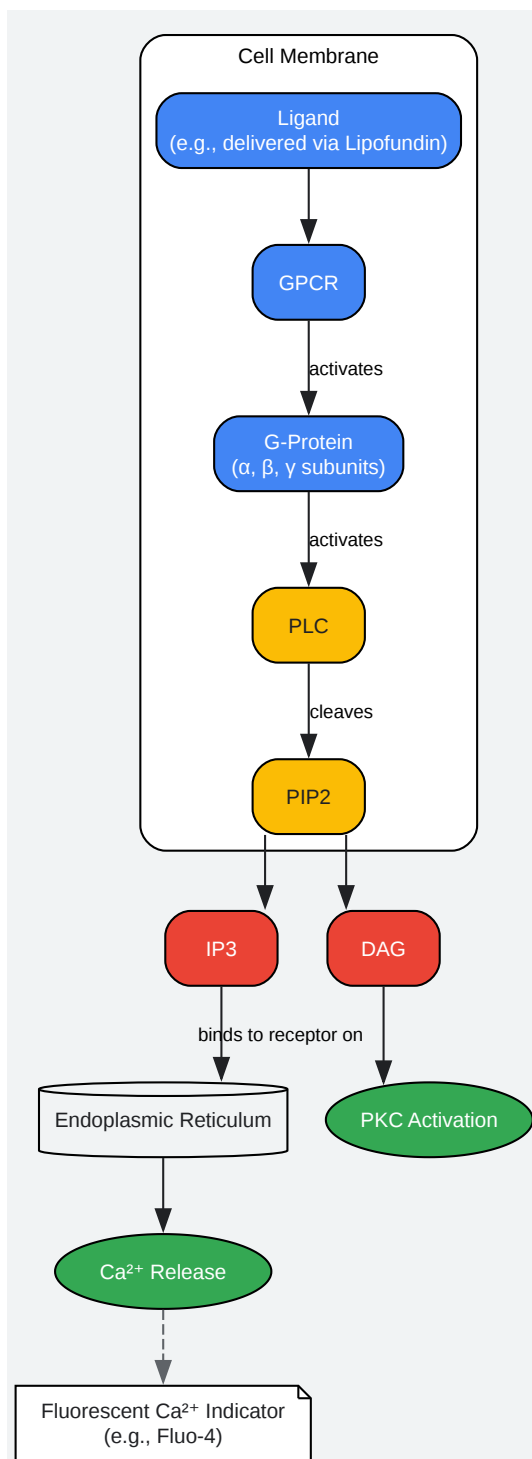 Cell Membrane
Ligand
(e.g., delivered via Lipofundin)
GPCR
activates
G-Protein
(α, β, γ subunits)
activates
PLC
cleaves
PIP2
IP3
DAG
binds to receptor on
Endoplasmic Reticulum
PKC Activation
Ca²⁺ Release
Fluorescent Ca²⁺ Indicator
(e.g., Fluo-4)